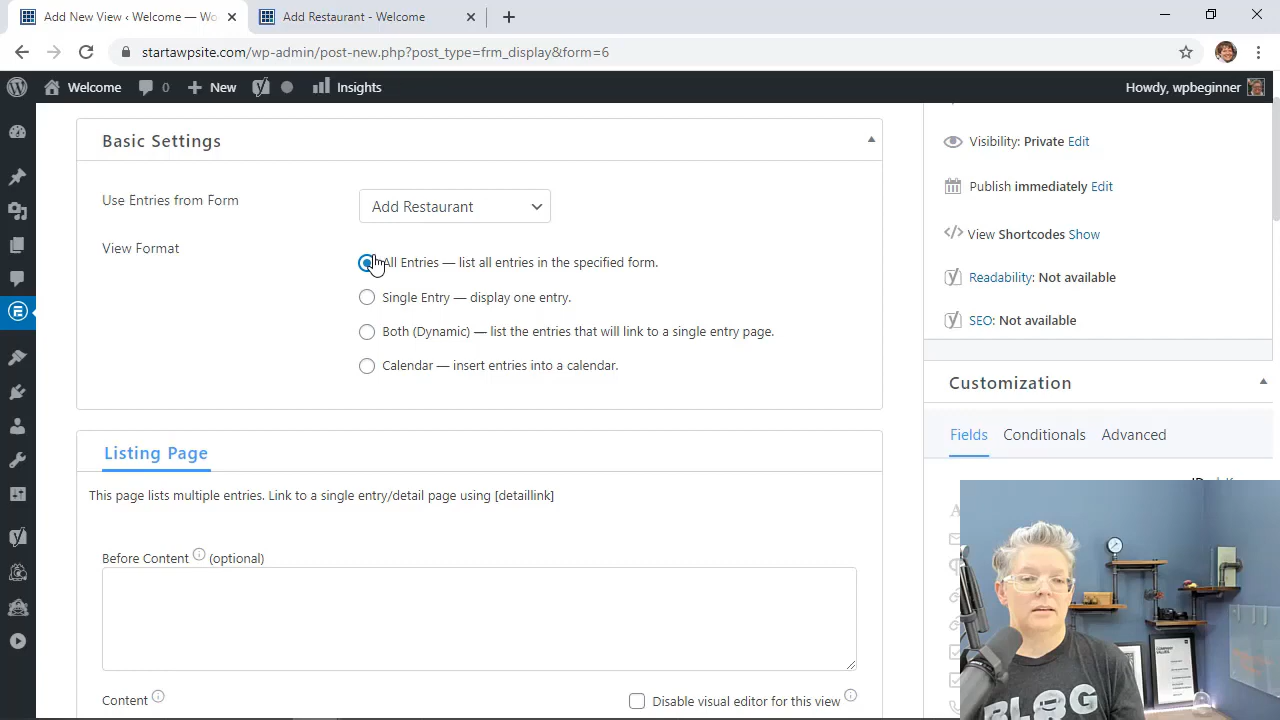 Add New View ‹ Welcome — Wo
Add Restaurant - Welcome
startawpsite.com/wp-admin/post-new.php?post_type=frm_display&form=6
Welcome
0
New
Insights
Howdy, wpbeginner
Basic Settings
Use Entries from Form
Add Restaurant
View Format
All Entries — list all entries in the specified form.
Single Entry — display one entry.
Both (Dynamic) — list the entries that will link to a single entry page.
Calendar — insert entries into a calendar.
Listing Page
This page lists multiple entries. Link to a single entry/detail page using [detaillink]
Before Content (optional)
Content
Disable visual editor for this view
Visibility: Private Edit
Publish immediately Edit
View Shortcodes Show
Readability: Not available
SEO: Not available
Customization
Fields Conditionals Advanced
BLOG